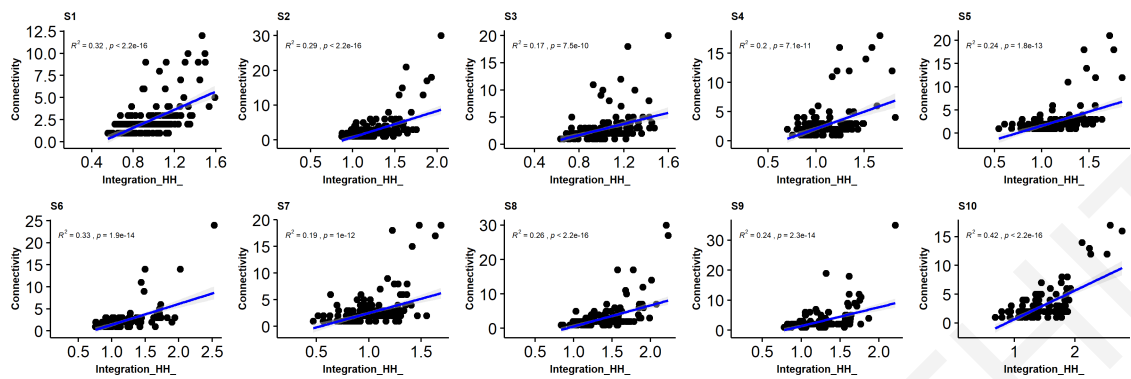 S1
R² = 0.32 , p < 2.2e-16
Connectivity
12.5
10.0
7.5
5.0
2.5
0.0
0.4 0.8 1.2 1.6
Integration_HH_
S2
R² = 0.29 , p < 2.2e-16
Connectivity
30
20
10
0
0.5 1.0 1.5 2.0
Integration_HH_
S3
R² = 0.17 , p = 7.5e-10
Connectivity
20
15
10
5
0
0.4 0.8 1.2 1.6
Integration_HH_
S4
R² = 0.2 , p = 7.1e-11
Connectivity
15
10
5
0
0.5 1.0 1.5
Integration_HH_
S5
R² = 0.24 , p = 1.8e-13
Connectivity
20
15
10
5
0
0.5 1.0 1.5
Integration_HH_
S6
R² = 0.33 , p = 1.9e-14
Connectivity
25
20
15
10
5
0
0.5 1.0 1.5 2.0 2.5
Integration_HH_
S7
R² = 0.19 , p = 1e-12
Connectivity
20
15
10
5
0
0.5 1.0 1.5
Integration_HH_
S8
R² = 0.26 , p < 2.2e-16
Connectivity
30
20
10
0
0.5 1.0 1.5 2.0
Integration_HH_
S9
R² = 0.24 , p = 2.3e-14
Connectivity
40
30
20
10
0
0.5 1.0 1.5 2.0
Integration_HH_
S10
R² = 0.42 , p < 2.2e-16
Connectivity
15
10
5
0
1 2
Integration_HH_